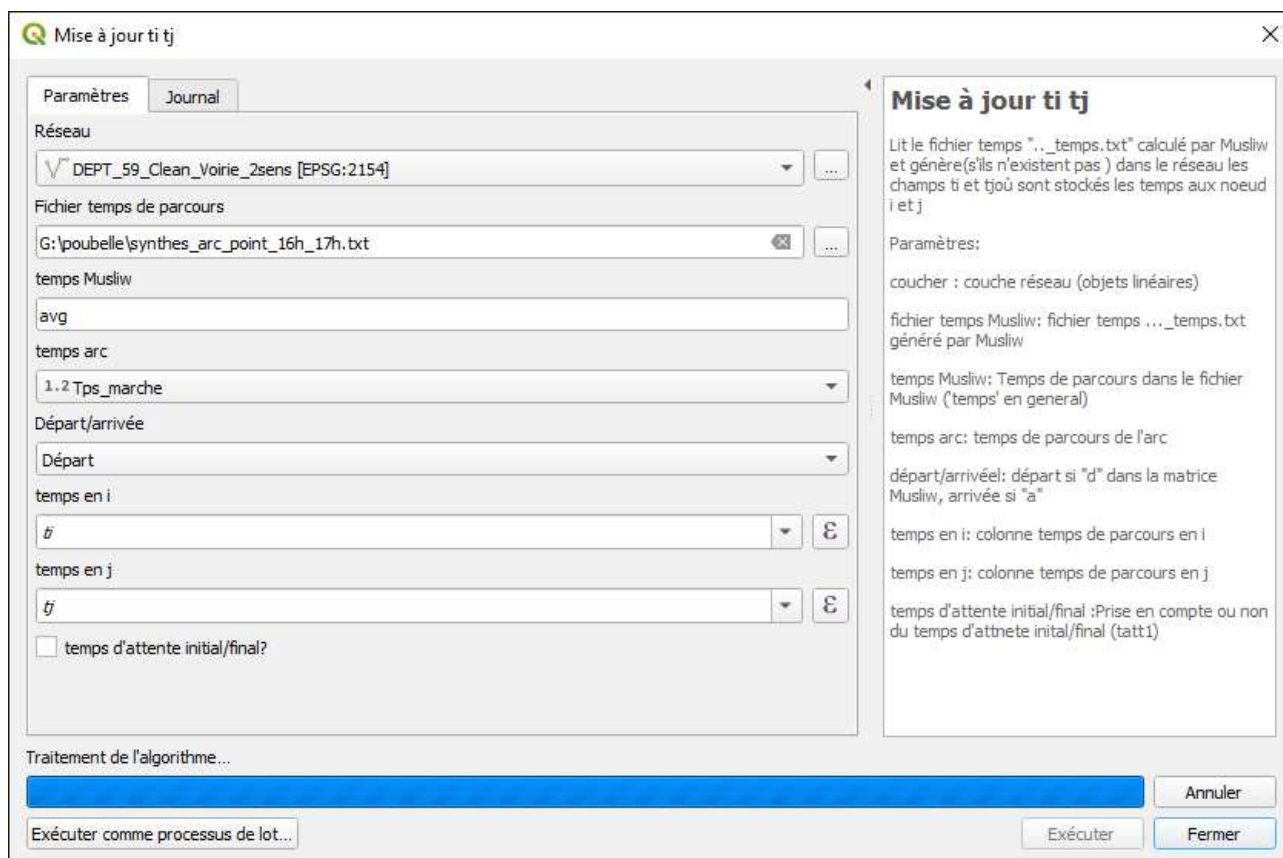 Mise à jour ti tj
Paramètres
Journal
Réseau
DEPT_59_Clean_Voirie_2sens [EPSG:2154]
...
Fichier temps de parcours
G:\poubelle\synthes_arc_point_16h_17h.txt
...
temps Musliw
avg
temps arc
1.2 Tps_marche
Départ/arrivée
Départ
temps en i
ti
ε
temps en j
tj
ε
temps d'attente initial/final?
Mise à jour ti tj
Lit le fichier temps ".._temps.txt" calculé par Musliw
et génère(s'ils n'existent pas ) dans le réseau les
champs ti et tjoù sont stockés les temps aux noeud
i et j
Paramètres:
coucher : couche réseau (objets linéaires)
fichier temps Musliw: fichier temps ..._temps.txt
généré par Musliw
temps Musliw: Temps de parcours dans le fichier
Musliw ('temps' en general)
temps arc: temps de parcours de l'arc
départ/arrivéel: départ si "d" dans la matrice
Musliw, arrivée si "a"
temps en i: colonne temps de parcours en i
temps en j: colonne temps de parcours en j
temps d'attente initial/final :Prise en compte ou non
du temps d'attnete inital/final (tatt1)
Traitement de l'algorithme...
Annuler
Exécuter comme processus de lot...
Exécuter
Fermer